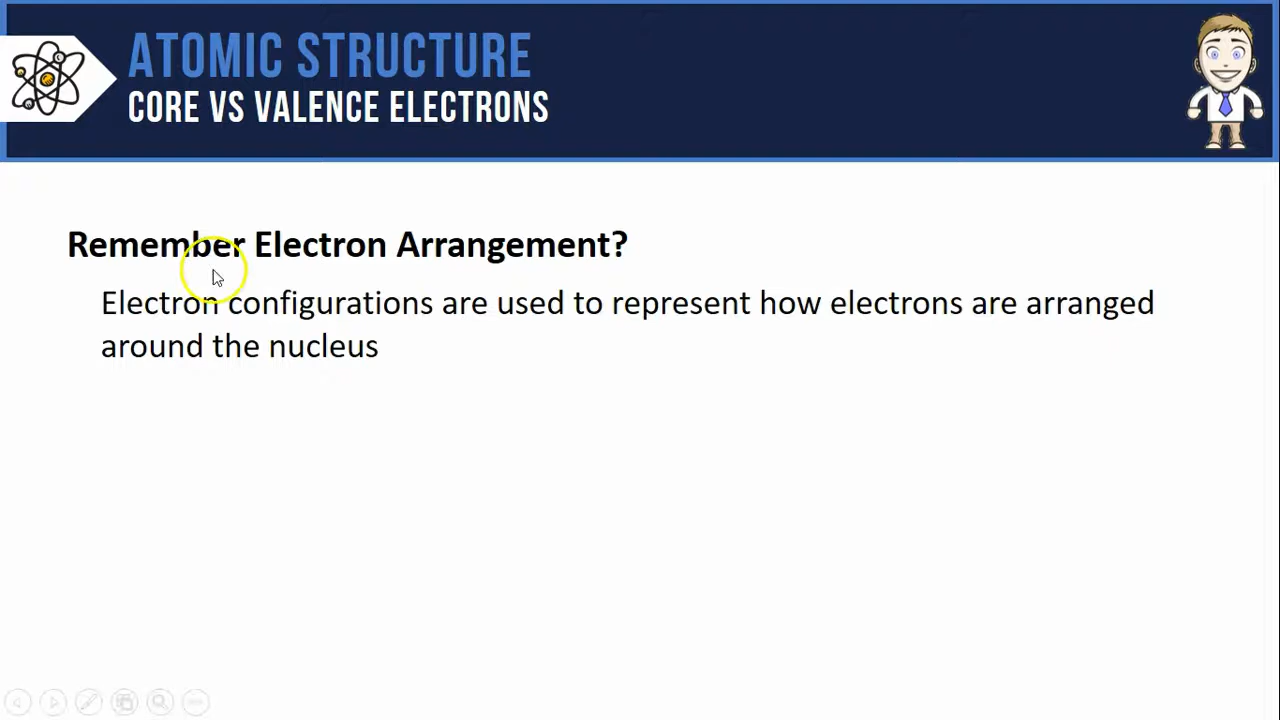 ATOMIC STRUCTURE
CORE VS VALENCE ELECTRONS
Remember Electron Arrangement?
Electron configurations are used to represent how electrons are arranged
around the nucleus